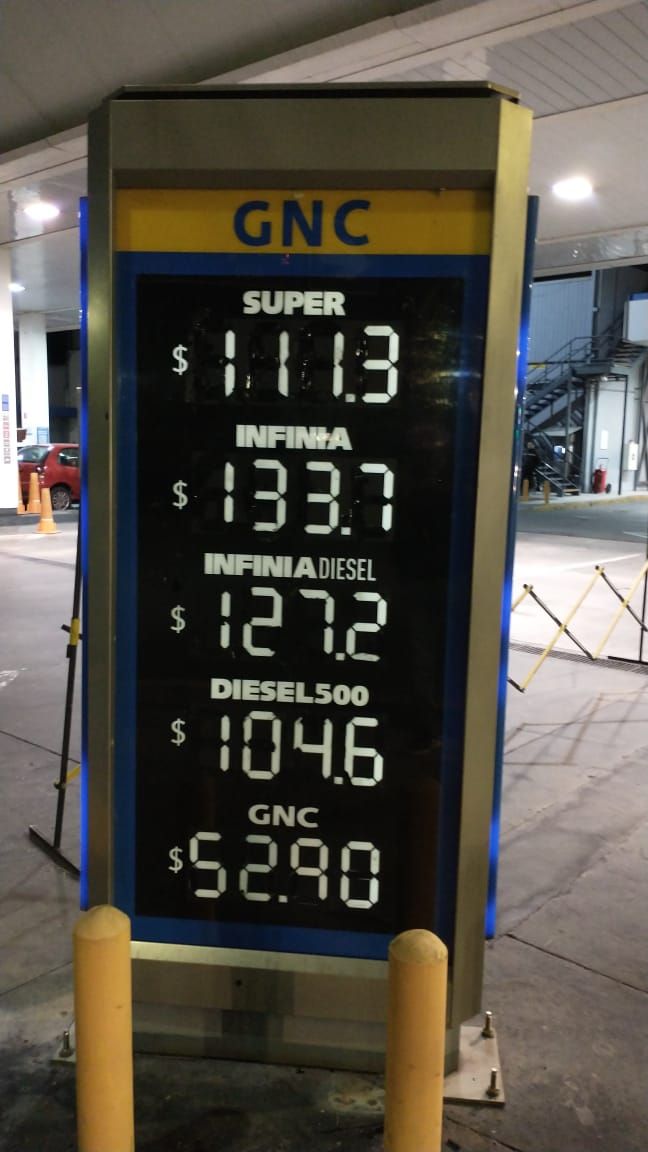 GNC
SUPER
$ 111.3
INFINIA
$ 133.7
INFINIA DIESEL
$ 127.2
DIESEL500
$ 104.6
GNC
$ 52.90